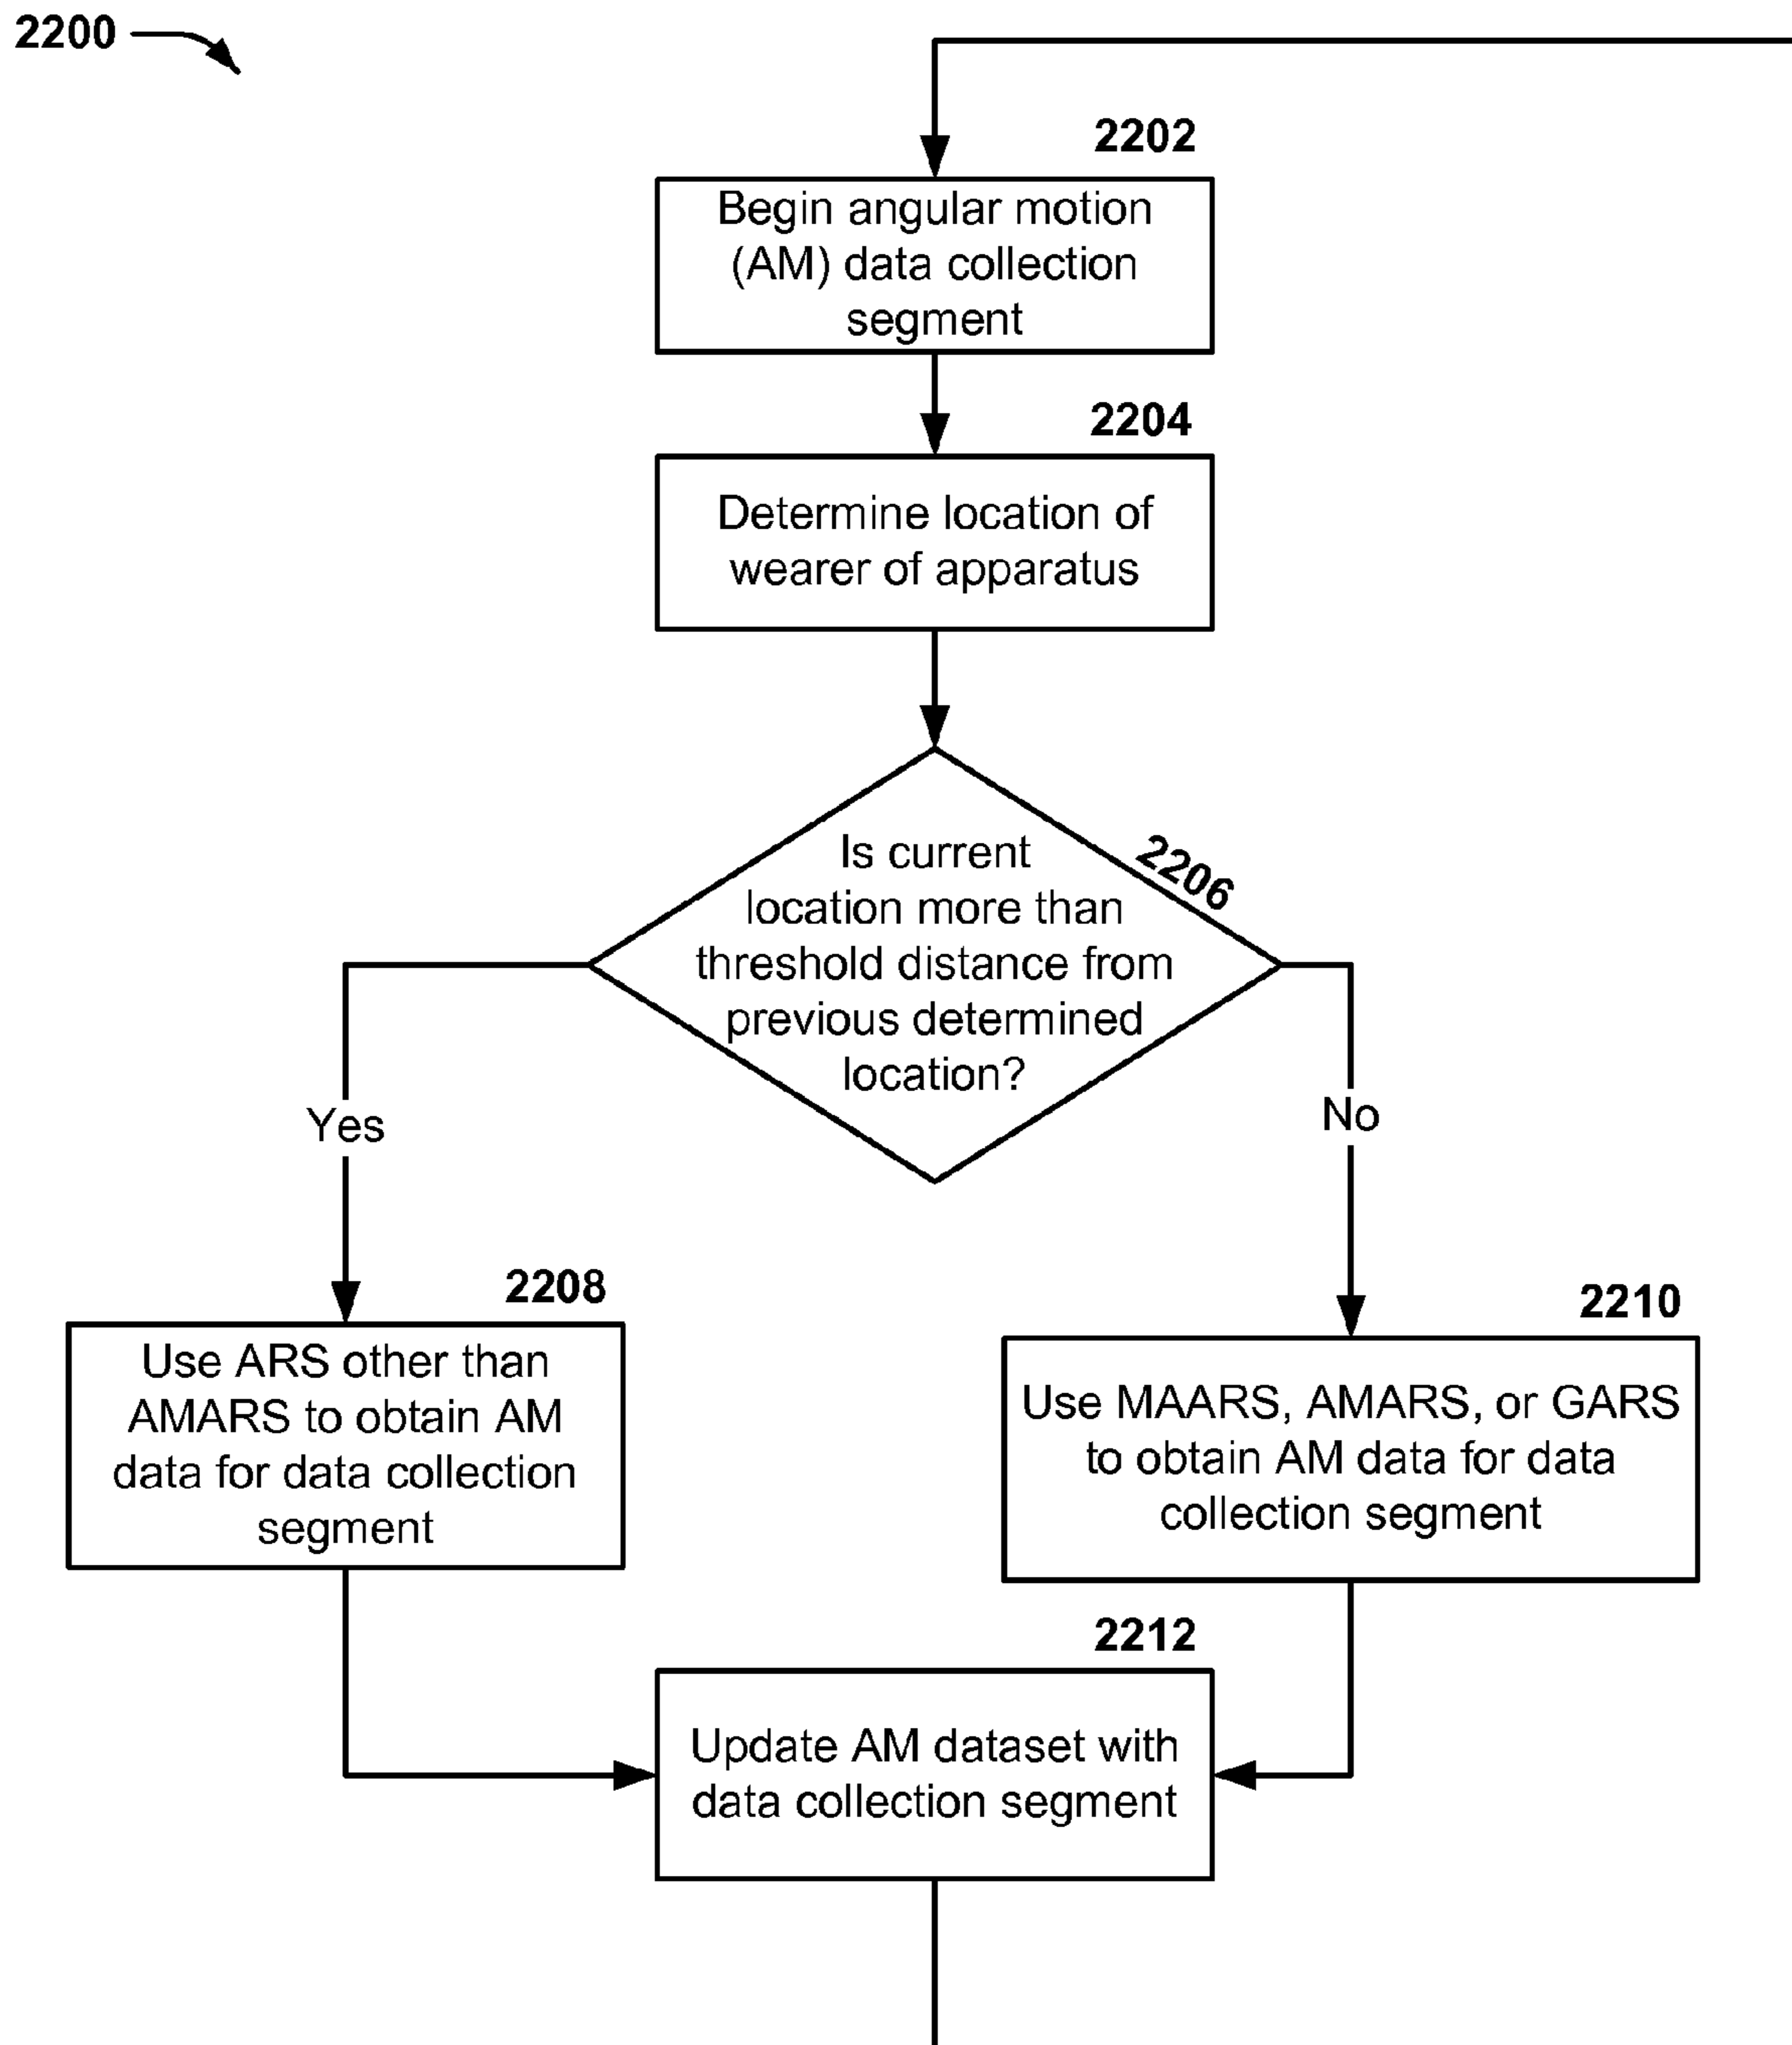 2200
2202
Begin angular motion
(AM) data collection
segment
2204
Determine location of
wearer of apparatus
2206
Is current
location more than
threshold distance from
previous determined
location?
Yes
No
2208
Use ARS other than
AMARS to obtain AM
data for data collection
segment
2210
Use MAARS, AMARS, or GARS
to obtain AM data for data
collection segment
2212
Update AM dataset with
data collection segment